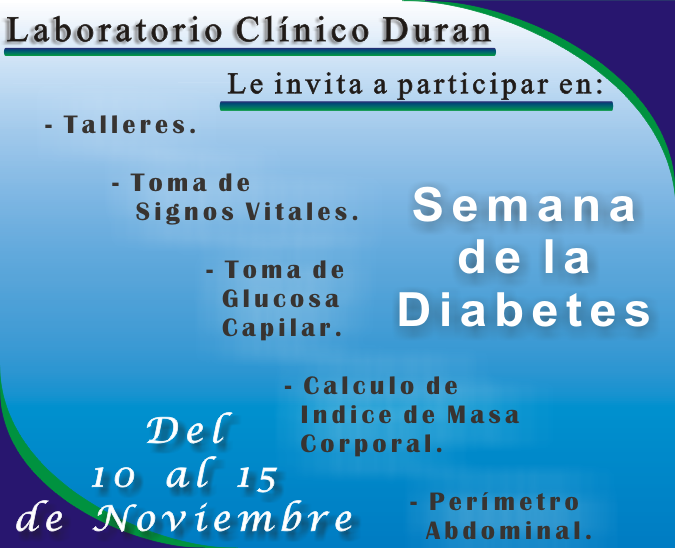 Laboratorio Clínico Duran
Le invita a participar en:
- Talleres.
- Toma de
Signos Vitales.
- Toma de
Glucosa
Capilar.
- Calculo de
Indice de Masa
Corporal.
- Perímetro
Abdominal.
Semana
de la
Diabetes
Del
10 al 15
de Noviembre